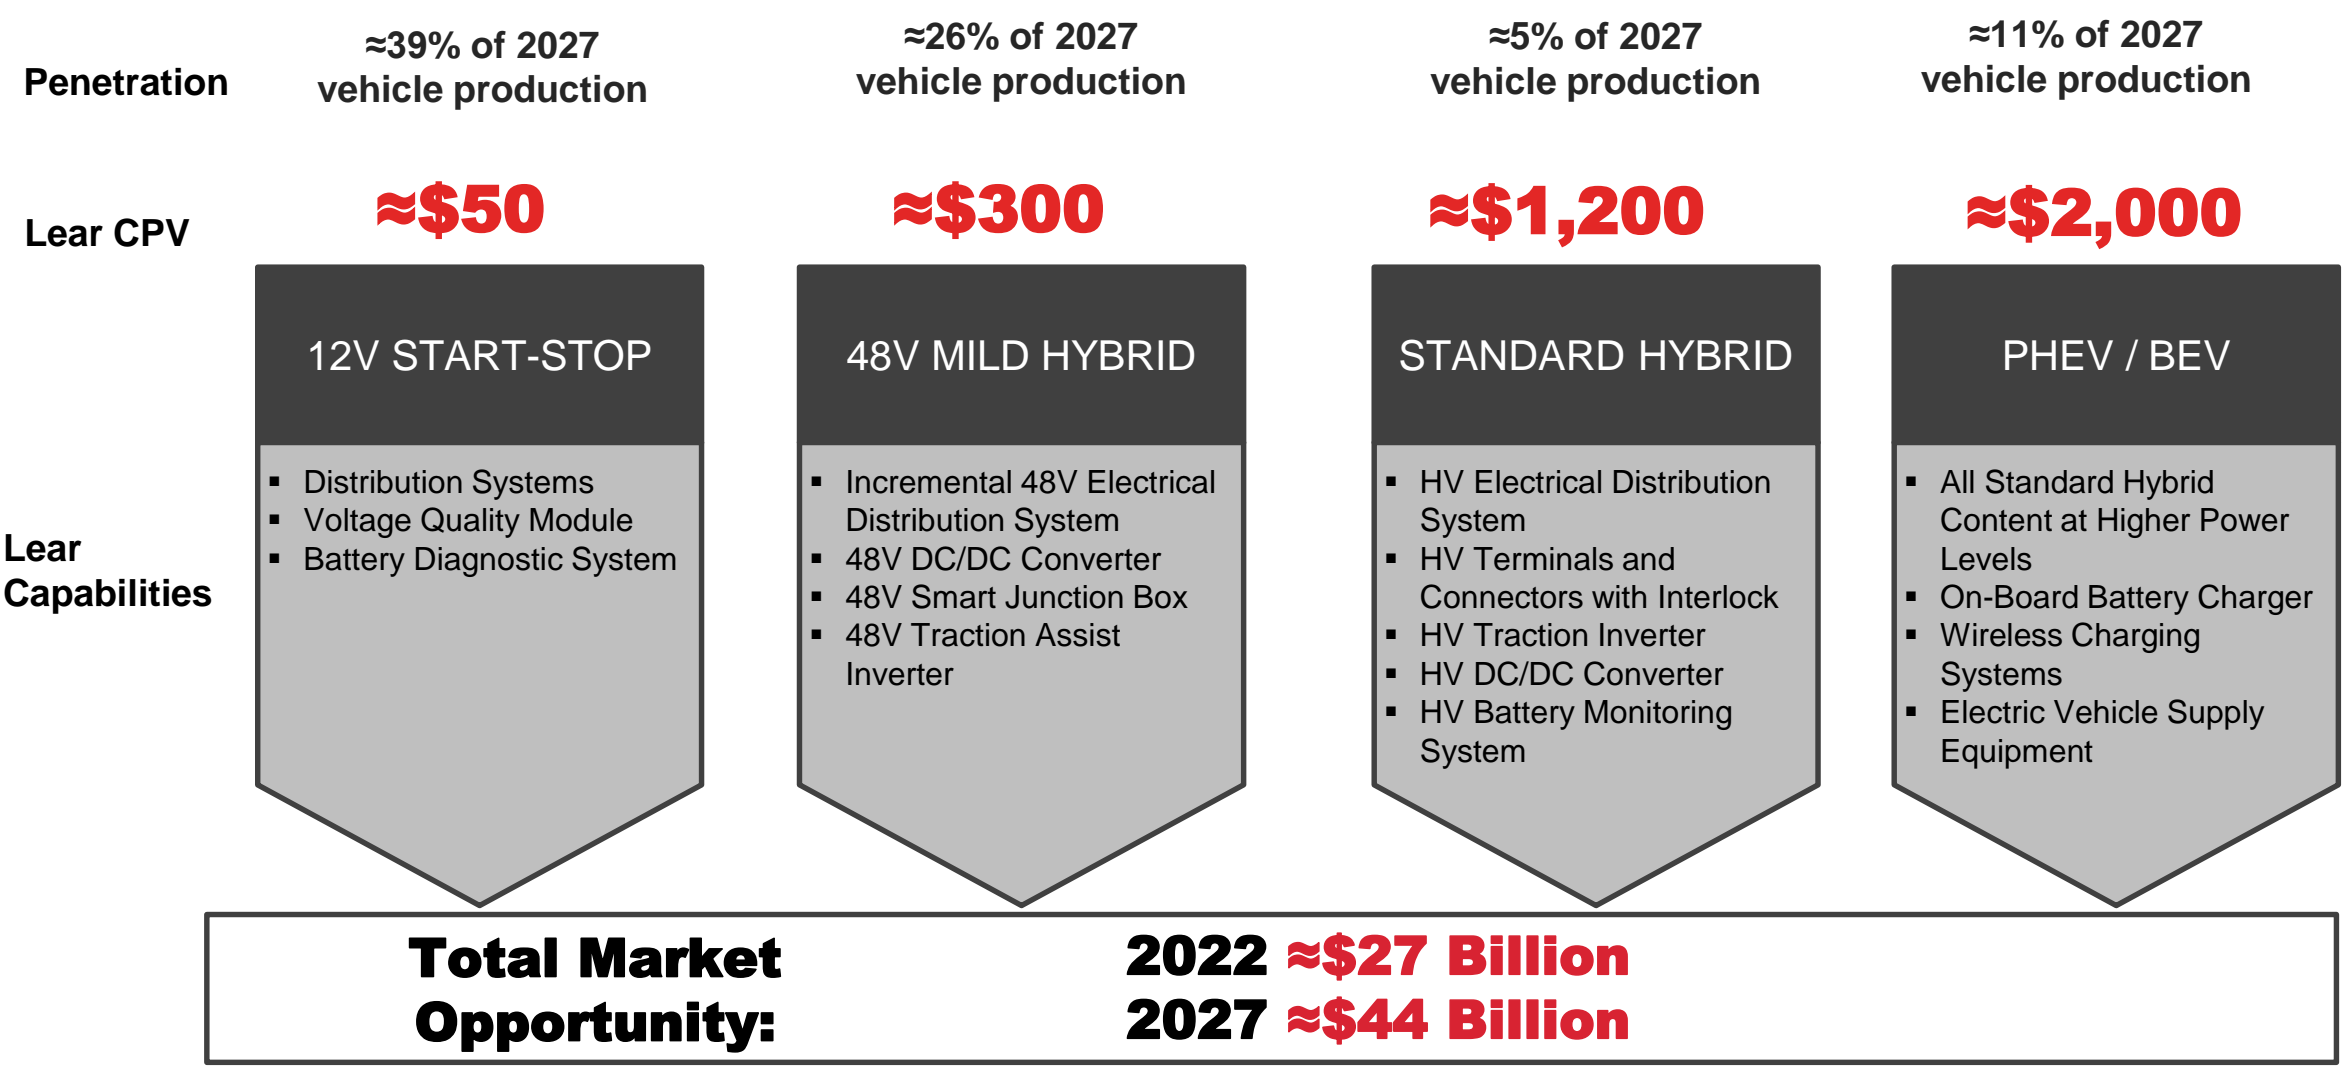 Penetration
≈39% of 2027
vehicle production
≈26% of 2027
vehicle production
≈5% of 2027
vehicle production
≈11% of 2027
vehicle production
Lear CPV
≈$50
≈$300
≈$1,200
≈$2,000
Lear
Capabilities
12V START-STOP
▪ Distribution Systems
▪ Voltage Quality Module
▪ Battery Diagnostic System
48V MILD HYBRID
▪ Incremental 48V Electrical
Distribution System
▪ 48V DC/DC Converter
▪ 48V Smart Junction Box
▪ 48V Traction Assist
Inverter
STANDARD HYBRID
▪ HV Electrical Distribution
System
▪ HV Terminals and
Connectors with Interlock
▪ HV Traction Inverter
▪ HV DC/DC Converter
▪ HV Battery Monitoring
System
PHEV / BEV
▪ All Standard Hybrid
Content at Higher Power
Levels
▪ On-Board Battery Charger
▪ Wireless Charging
Systems
▪ Electric Vehicle Supply
Equipment
Total Market
Opportunity:
2022 ≈$27 Billion
2027 ≈$44 Billion